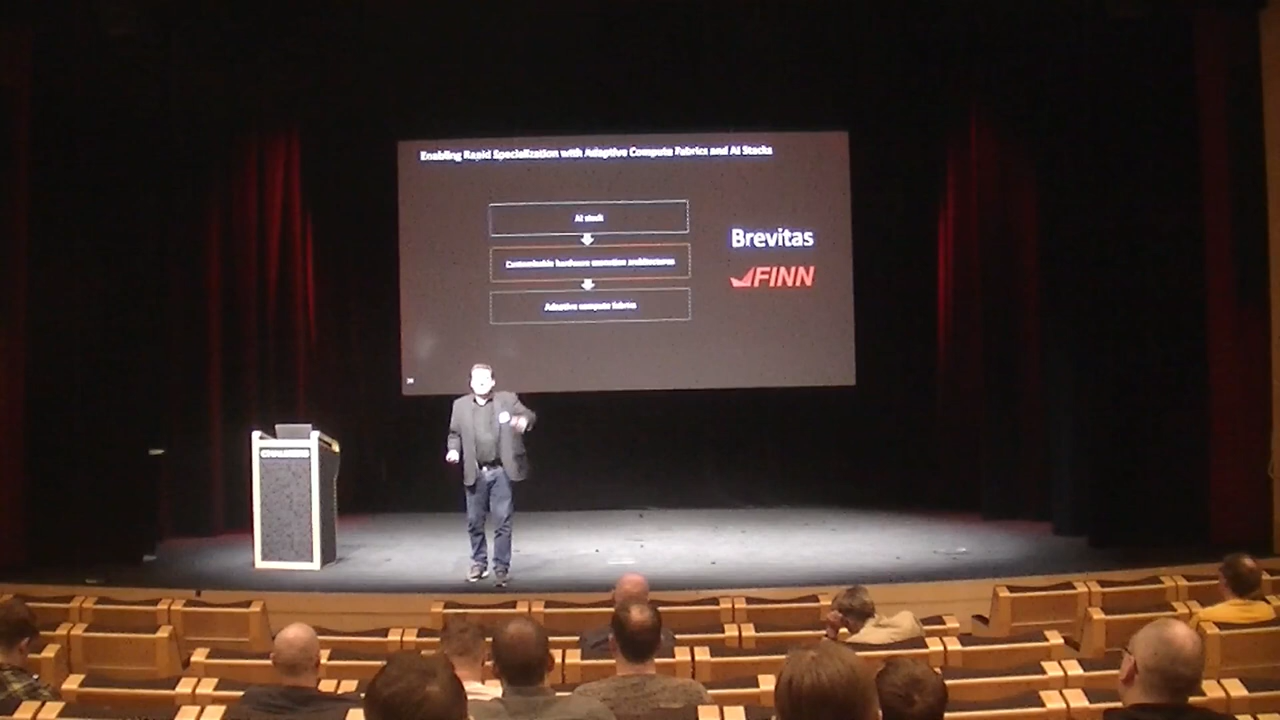 Enabling Rapid Specialization with Adaptive Compute Fabrics and AI Stacks
AI stack
Customizable hardware execution architectures
Adaptive compute fabrics
Brevitas
FINN
CHALMERS